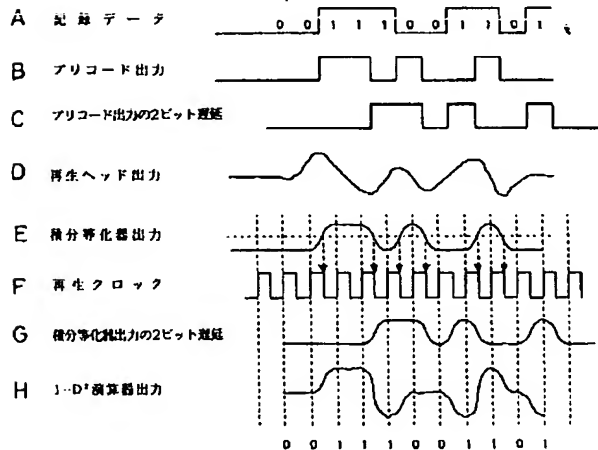 A 記録データ 0 0 1 1 1 0 0 1 1 0 1
B プリコード出力
C プリコード出力の2ビット遅延
D 再生ヘッド出力
E 積分等化器出力
F 再生クロック
G 積分等化器出力の2ビット遅延
H 1-D²演算器出力
0 0 1 1 1 0 0 1 1 0 1